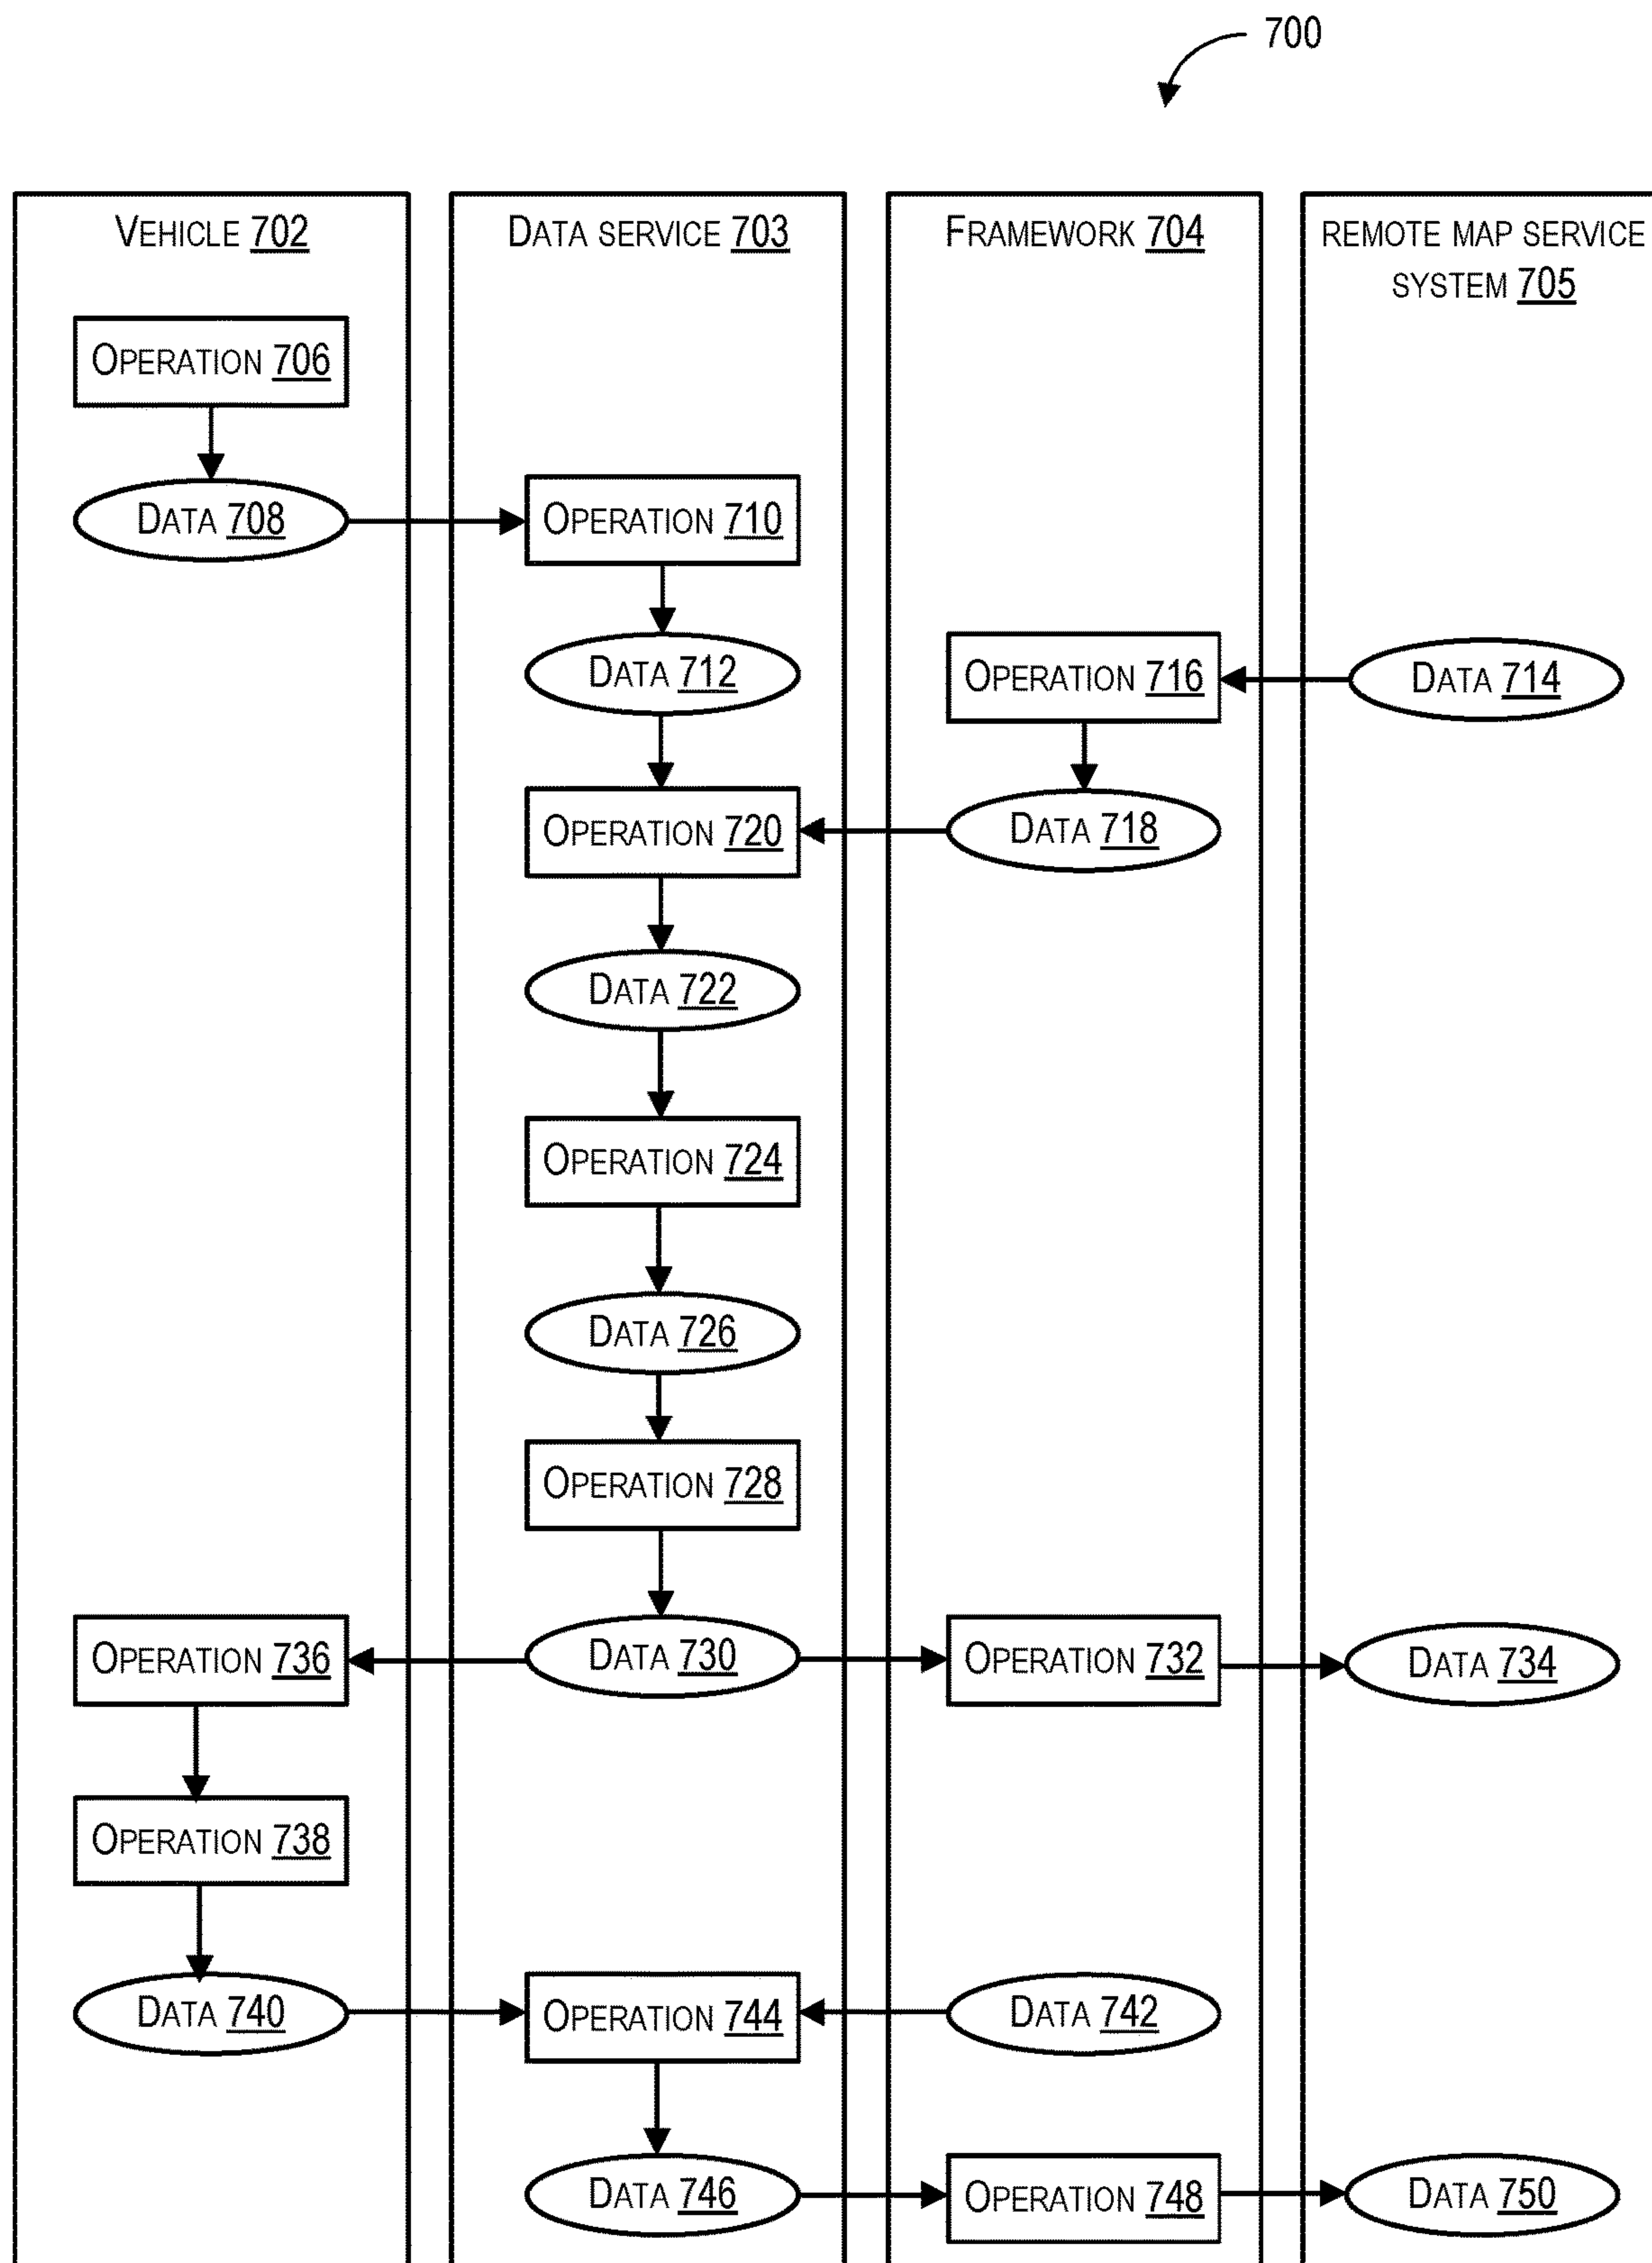 700
VEHICLE 702
DATA SERVICE 703
FRAMEWORK 704
REMOTE MAP SERVICE
SYSTEM 705
OPERATION 706
DATA 708
OPERATION 710
DATA 712
OPERATION 716
DATA 714
OPERATION 720
DATA 718
DATA 722
OPERATION 724
DATA 726
OPERATION 728
OPERATION 736
DATA 730
OPERATION 732
DATA 734
OPERATION 738
DATA 740
OPERATION 744
DATA 742
DATA 746
OPERATION 748
DATA 750